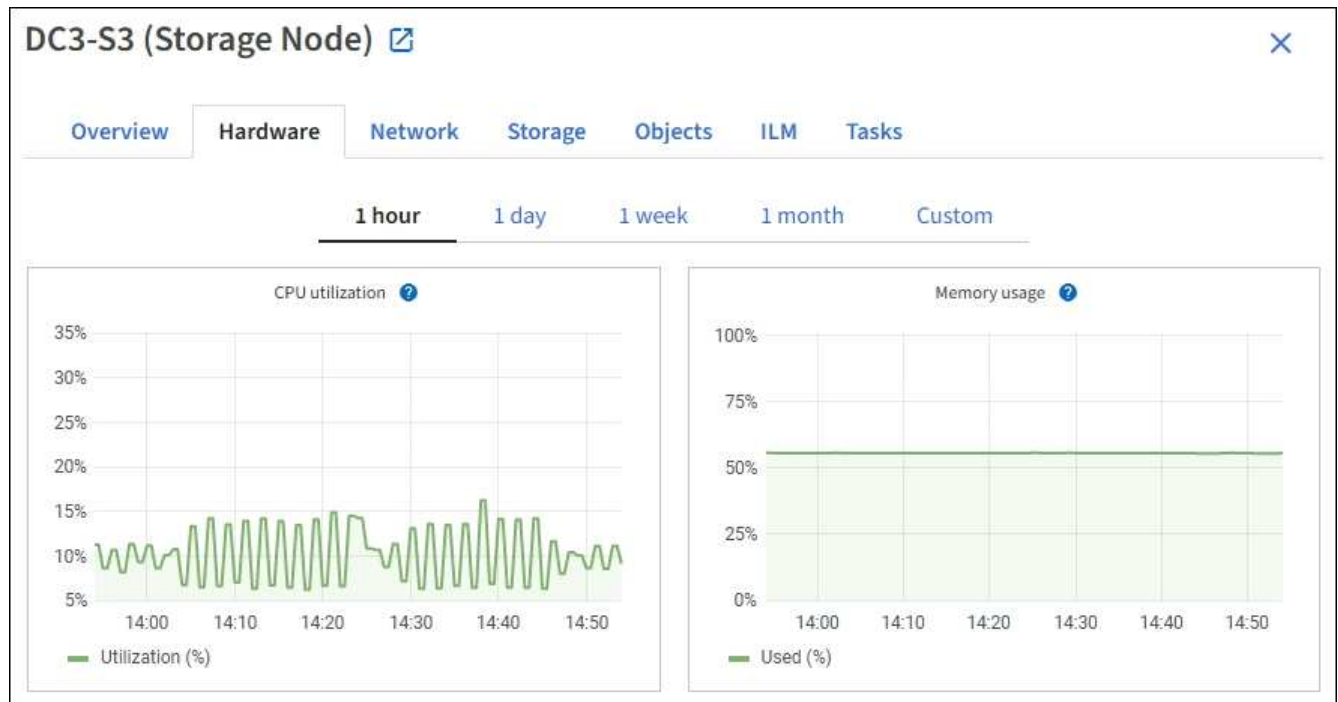 DC3-S3 (Storage Node)
Overview Hardware Network Storage Objects ILM Tasks
1 hour 1 day 1 week 1 month Custom
CPU utilization ?
35%
30%
25%
20%
15%
10%
5%
14:00 14:10 14:20 14:30 14:40 14:50
Utilization (%)
Memory usage ?
100%
75%
50%
25%
0%
14:00 14:10 14:20 14:30 14:40 14:50
Used (%)